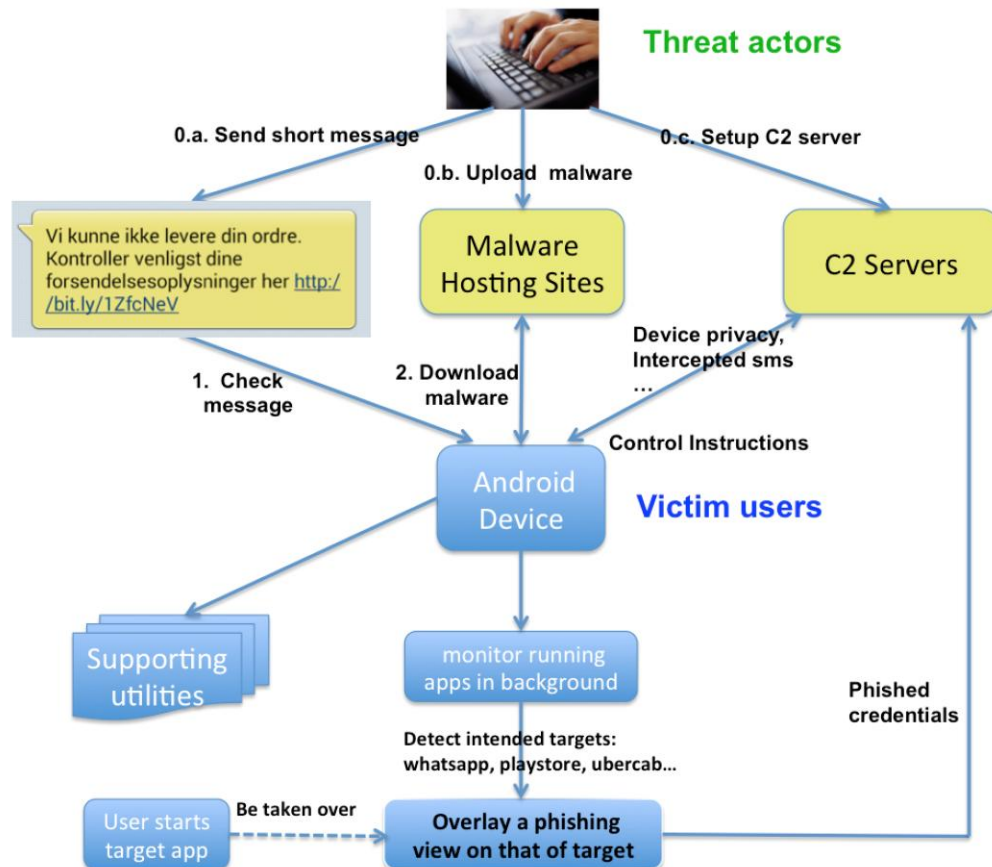 Threat actors
0.a. Send short message
0.c. Setup C2 server
0.b. Upload malware
Vi kunne ikke levere din ordre.
Kontroller venligst dine
forsendelsesoplysninger her http:/
/bit.ly/1ZfcNeV
Malware
Hosting Sites
C2 Servers
Device privacy,
Intercepted sms
...
1. Check
message
2. Download
malware
Control Instructions
Android
Device
Victim users
Supporting
utilities
monitor running
apps in background
Phished
credentials
Detect intended targets:
whatsapp, playstore, ubercab...
User starts
target app
Be taken over
Overlay a phishing
view on that of target